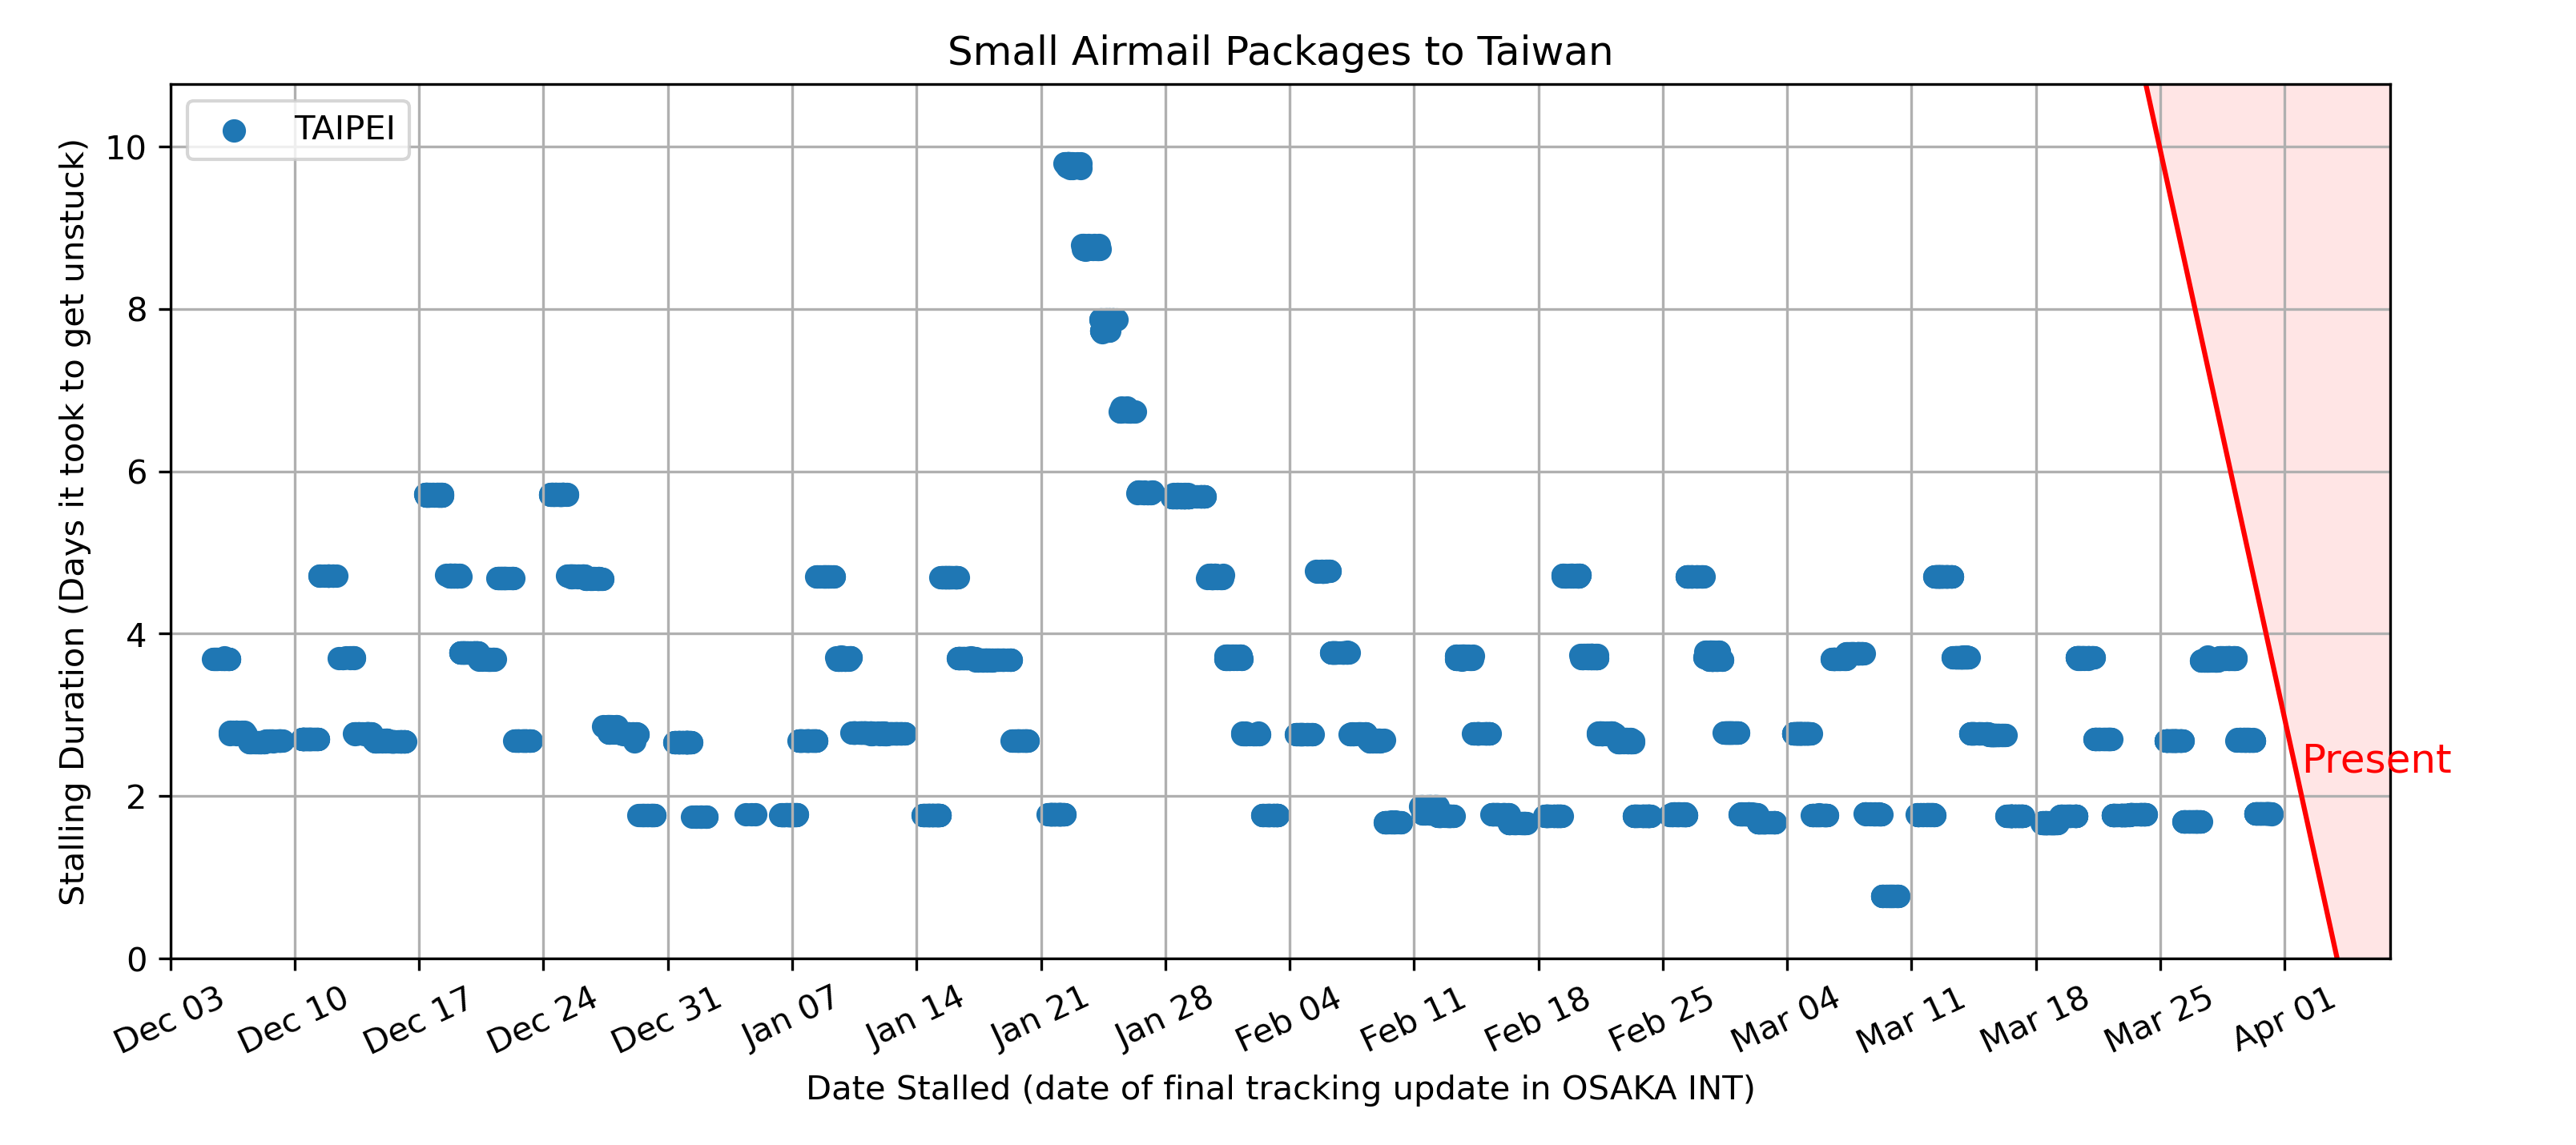 Small Airmail Packages to Taiwan
TAIPEI
Stalling Duration (Days it took to get unstuck)
10
8
6
4
2
0
Present
Dec 03
Dec 10
Dec 17
Dec 24
Dec 31
Jan 07
Jan 14
Jan 21
Jan 28
Feb 04
Feb 11
Feb 18
Feb 25
Mar 04
Mar 11
Mar 18
Mar 25
Apr 01
Date Stalled (date of final tracking update in OSAKA INT)